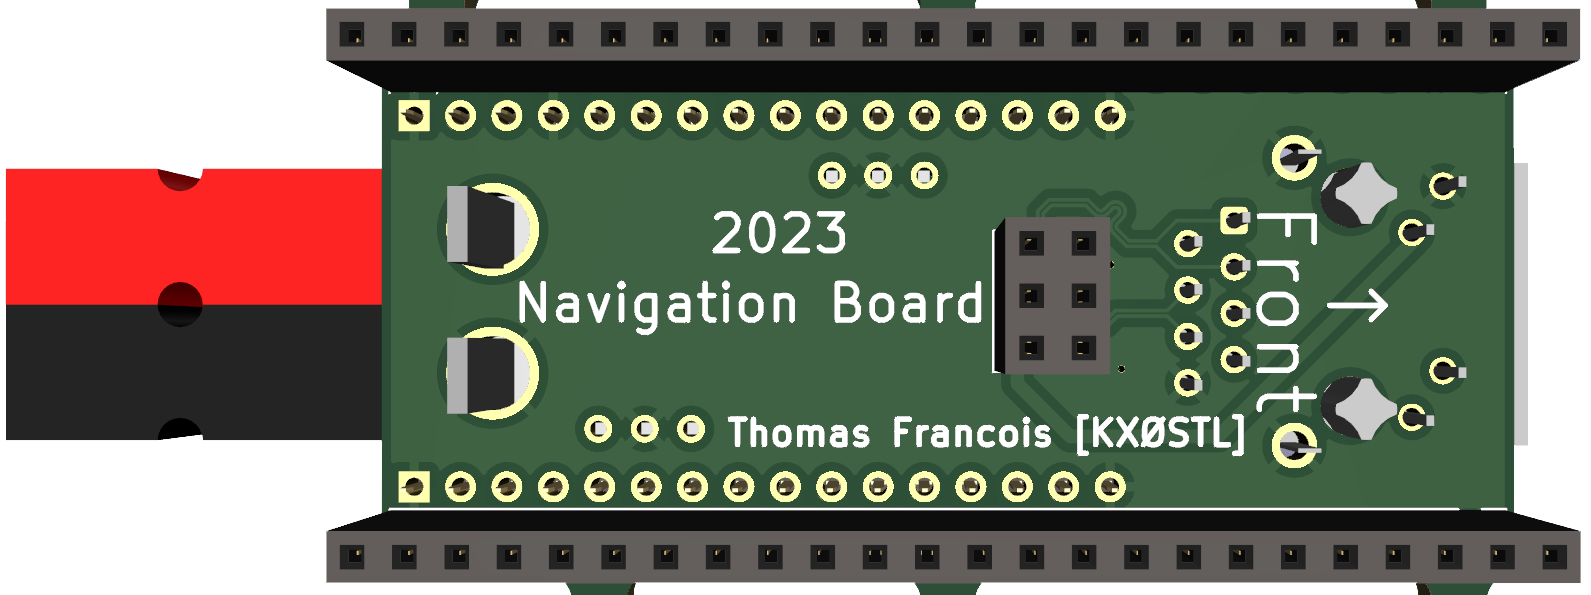 2023
Navigation Board
Front →
Thomas Francois [KXØSTL]